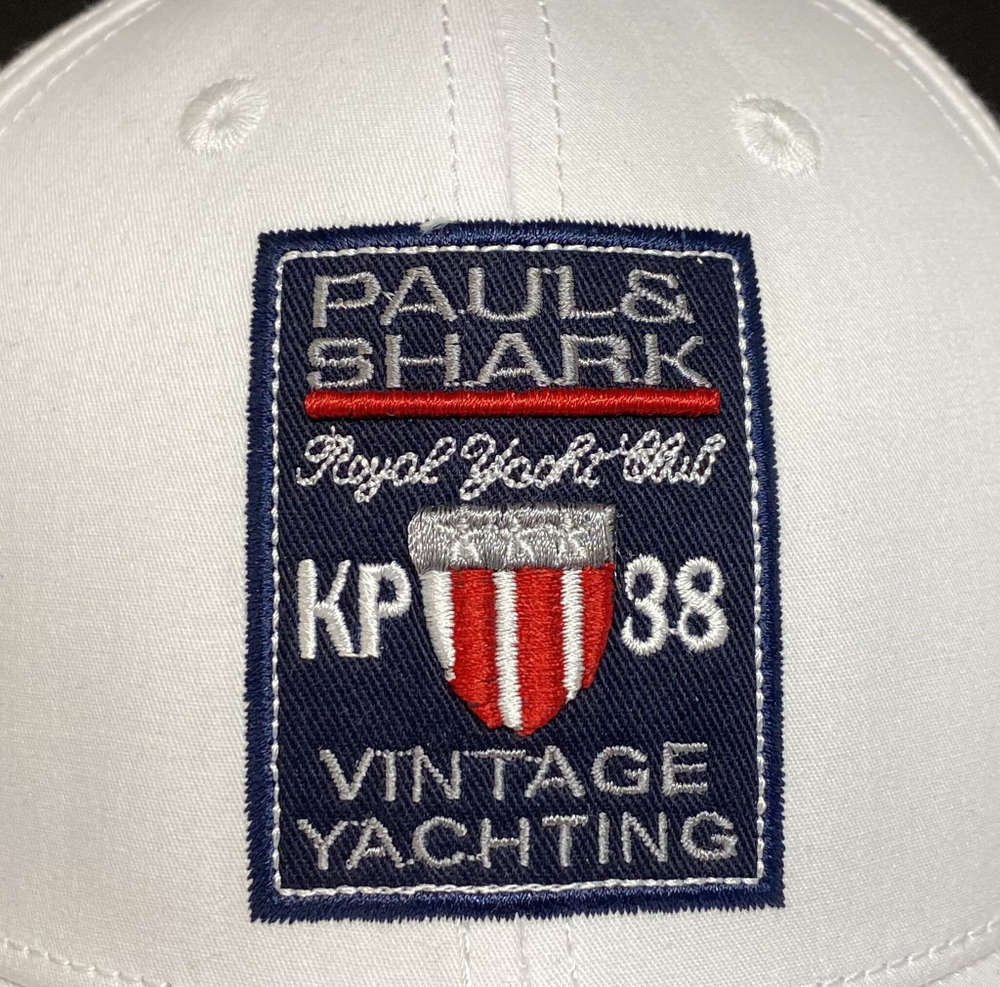 PAUL&
SHARK
Royal Yacht Club
KP 38
VINTAGE
YACHTING